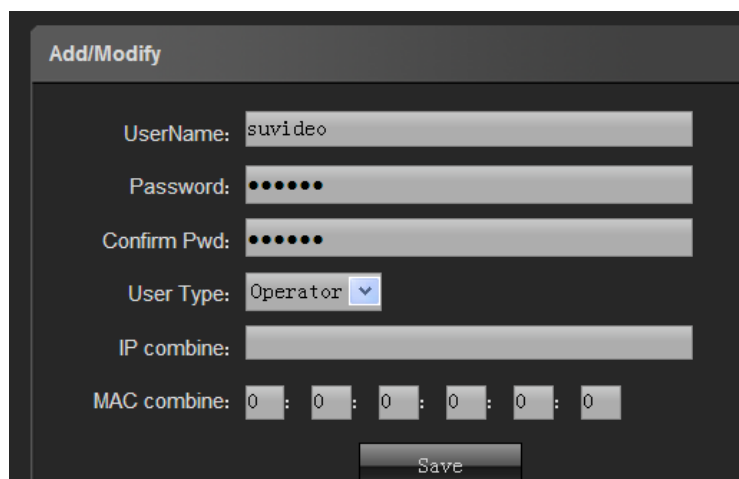 Add/Modify
UserName: suvideo
Password: ••••••
Confirm Pwd: ••••••
User Type: Operator
IP combine:
MAC combine: 0 : 0 : 0 : 0 : 0 : 0
Save